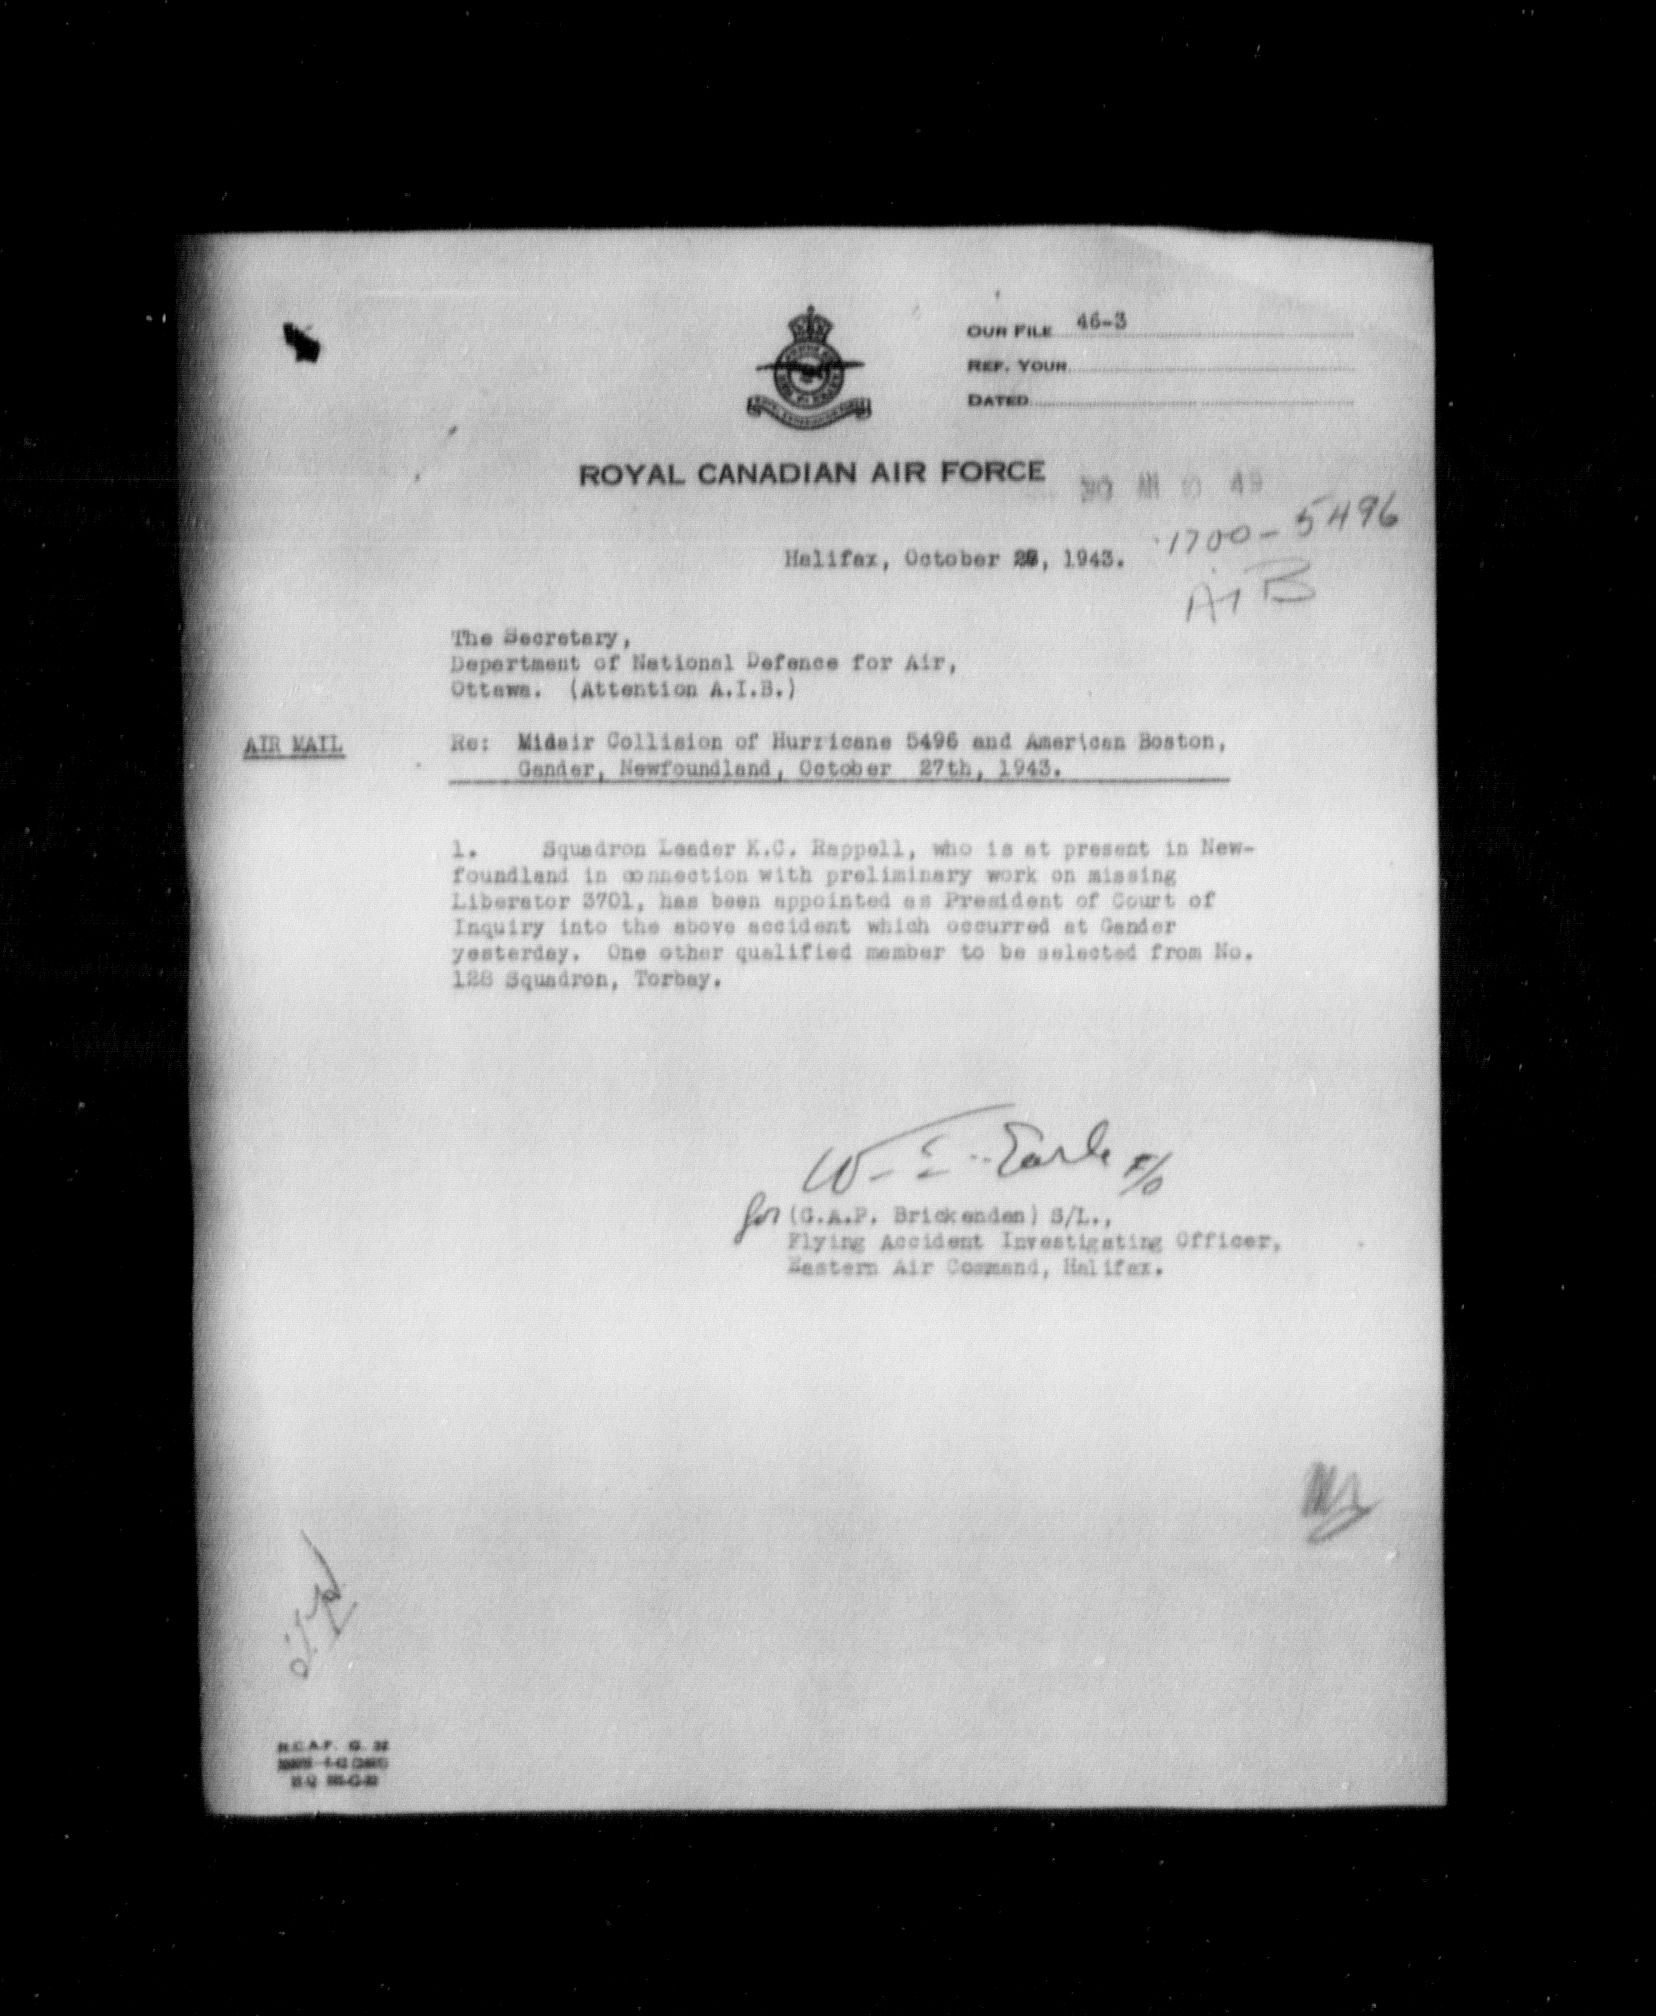 OUR FILE 46-3
REF. YOUR
DATED
ROYAL CANADIAN AIR FORCE
1700-5496
Halifax, October 28, 1943.
AIB
The Secretary,
Department of National Defence for Air,
Ottawa. (Attention A.I.B.)
AIR MAIL
Re: Midair Collision of Hurricane 5496 and American Boston,
Gander, Newfoundland, October 27th, 1943.
1. Squadron Leader K.C. Rappell, who is at present in New-
foundland in connection with preliminary work on missing
Liberator 3701, has been appointed as President of Court of
Inquiry into the above accident which occurred at Gander
yesterday. One other qualified member to be selected from No.
128 Squadron, Torbay.
W. E. Earle F/O
for (G.A.P. Brickenden) S/L.,
Flying Accident Investigating Officer,
Eastern Air Command, Halifax.
R.C.A.F. G. 32